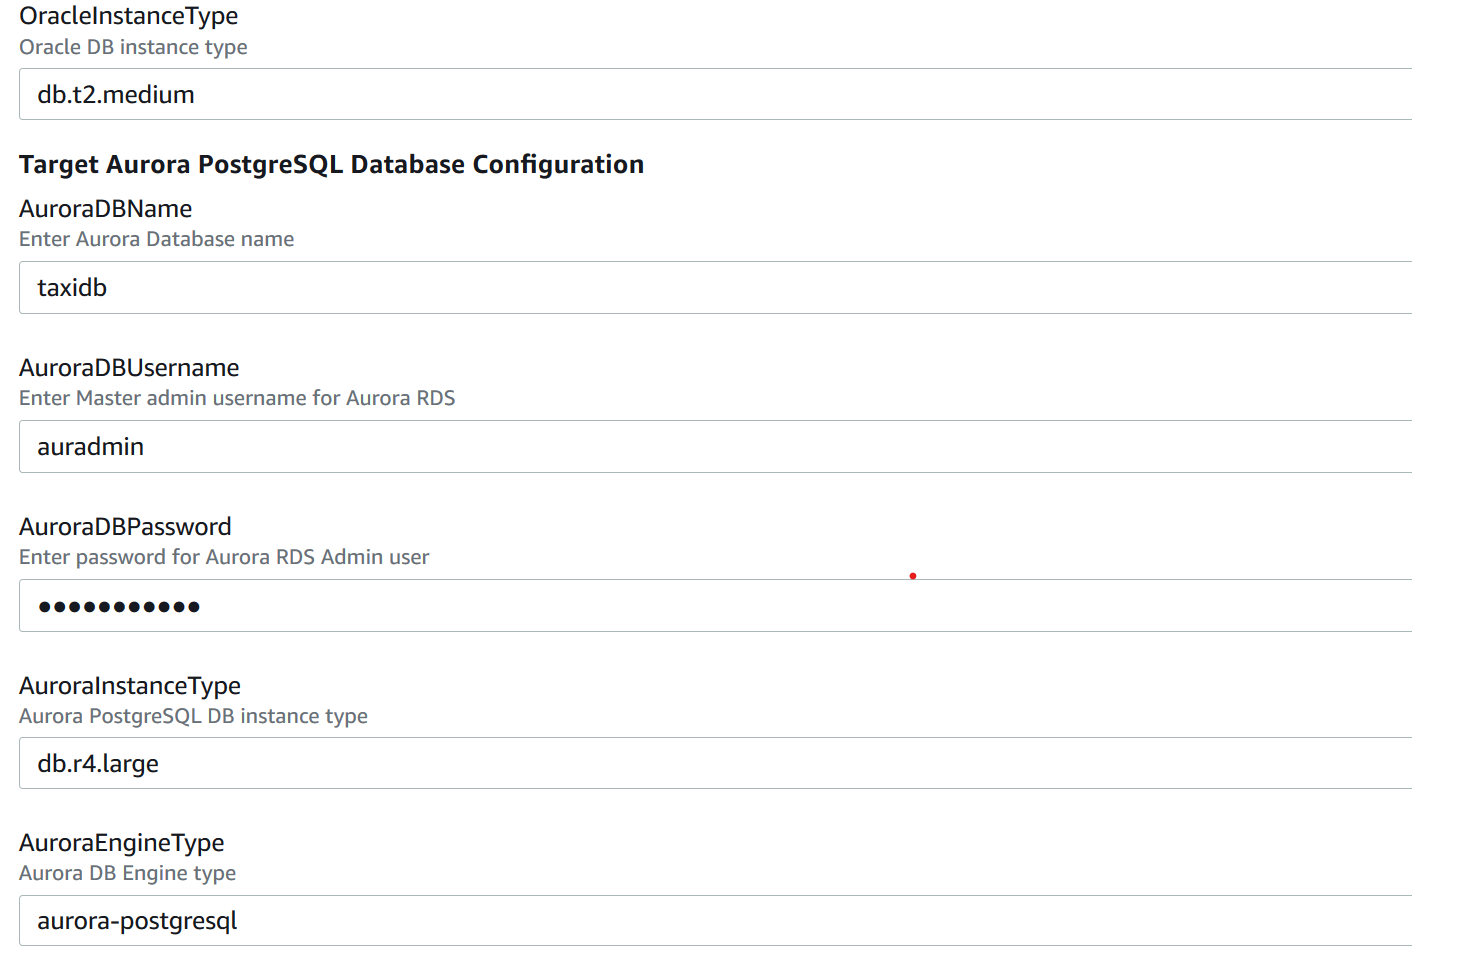 OracleInstanceType
Oracle DB instance type
db.t2.medium
Target Aurora PostgreSQL Database Configuration
AuroraDBName
Enter Aurora Database name
taxidb
AuroraDBUsername
Enter Master admin username for Aurora RDS
auradmin
AuroraDBPassword
Enter password for Aurora RDS Admin user
●●●●●●●●●●●
AuroraInstanceType
Aurora PostgreSQL DB instance type
db.r4.large
AuroraEngineType
Aurora DB Engine type
aurora-postgresql